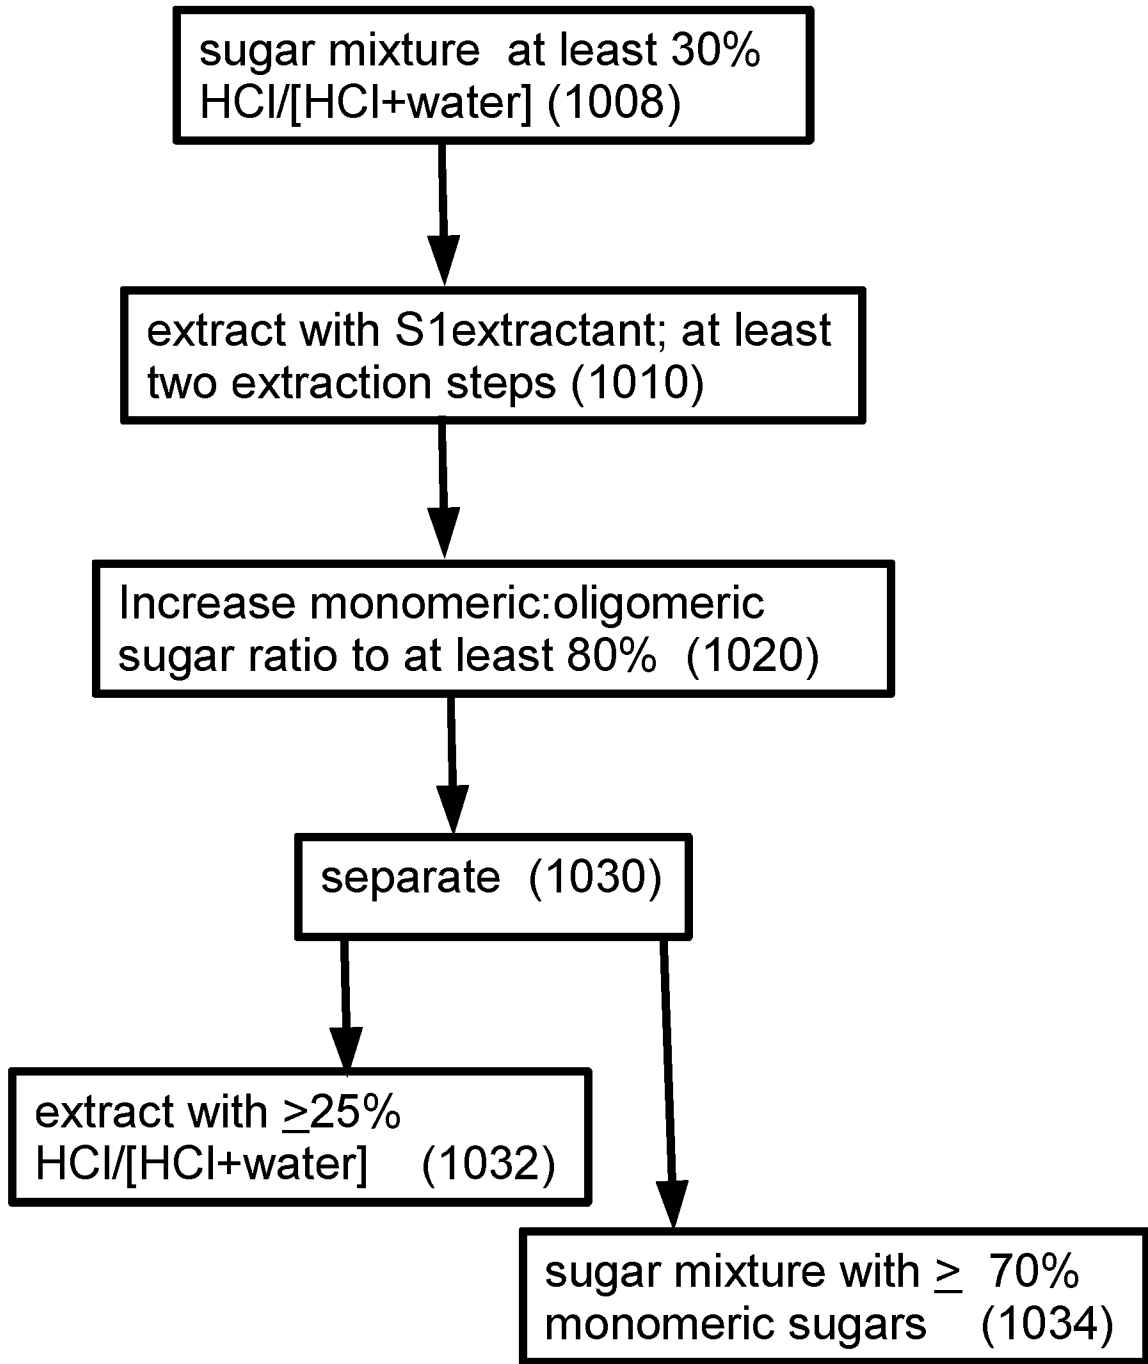 sugar mixture at least 30%
HCl/[HCl+water] (1008)
extract with S1extractant; at least
two extraction steps (1010)
Increase monomeric:oligomeric
sugar ratio to at least 80% (1020)
separate (1030)
extract with ≥25%
HCl/[HCl+water] (1032)
sugar mixture with ≥ 70%
monomeric sugars (1034)